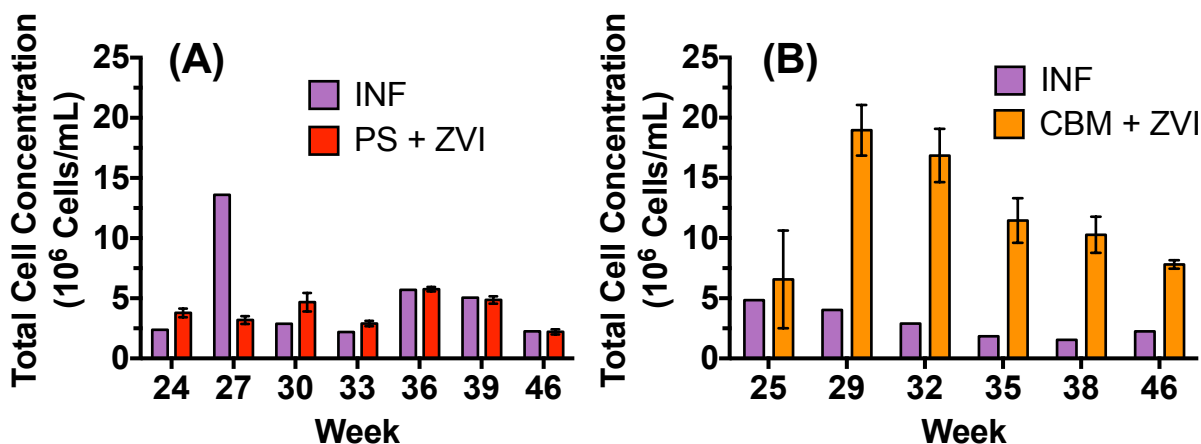 Total Cell Concentration
(10⁶ Cells/mL)
25
20
15
10
5
0
(A)
INF
PS + ZVI
24 27 30 33 36 39 46
Week
Total Cell Concentration
(10⁶ Cells/mL)
25
20
15
10
5
0
(B)
INF
CBM + ZVI
25 29 32 35 38 46
Week